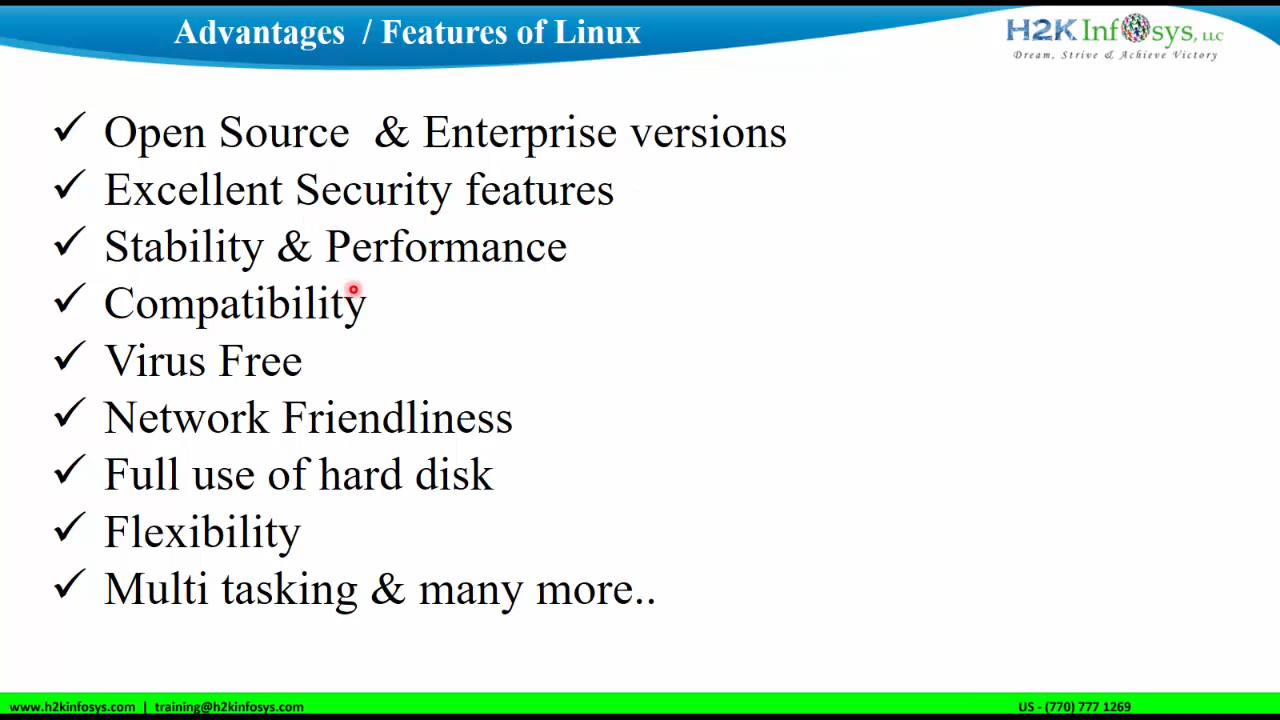 Advantages / Features of Linux
H2K Infosys, LLC
Dream, Strive & Achieve Victory
Open Source & Enterprise versions
Excellent Security features
Stability & Performance
Compatibility
Virus Free
Network Friendliness
Full use of hard disk
Flexibility
Multi tasking & many more..
www.h2kinfosys.com | training@h2kinfosys.com
US - (770) 777 1269